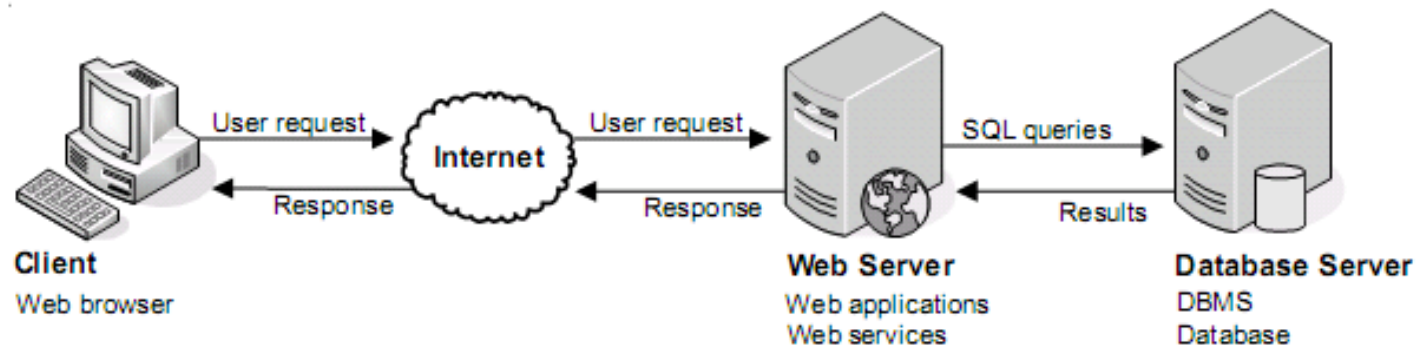 User request
Internet
User request
SQL queries
Response
Response
Results
Client
Web browser
Web Server
Web applications
Web services
Database Server
DBMS
Database